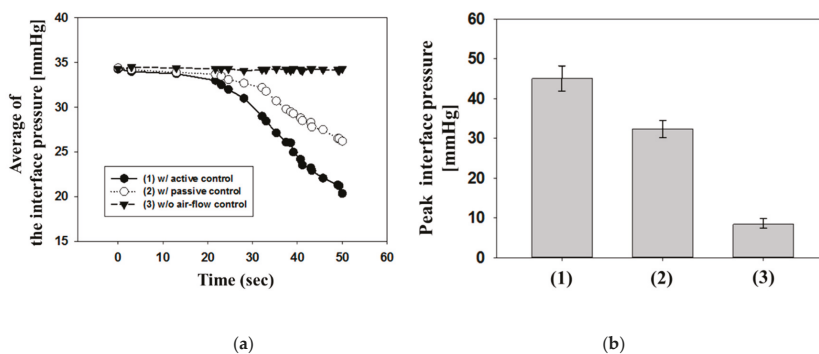 40
35
30
25
20
15
Average of
the interface pressure [mmHg]
(1) w/ active control
(2) w/ passive control
(3) w/o air-flow control
0 10 20 30 40 50 60
Time (sec)
(a)
60
50
40
30
20
10
0
Peak interface pressure
[mmHg]
(1) (2) (3)
(b)